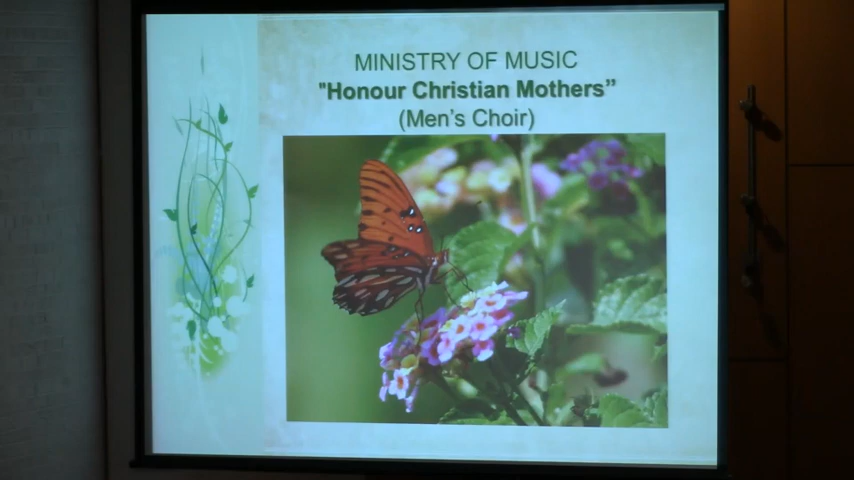 MINISTRY OF MUSIC
"Honour Christian Mothers”
(Men’s Choir)